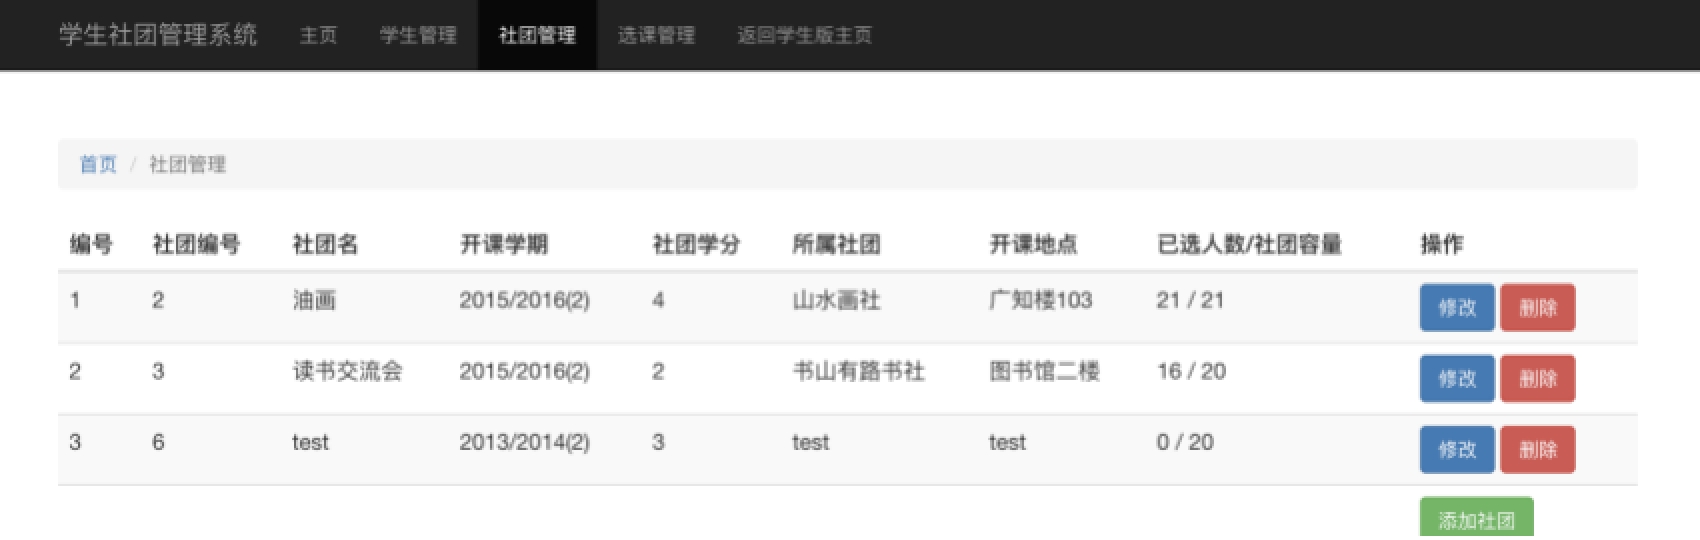 学生社团管理系统 主页 学生管理 社团管理 选课管理 返回学生版主页
首页 / 社团管理
编号 社团编号 社团名 开课学期 社团学分 所属社团 开课地点 已选人数/社团容量 操作
1 2 油画 2015/2016(2) 4 山水画社 广知楼103 21 / 21 修改 删除
2 3 读书交流会 2015/2016(2) 2 书山有路书社 图书馆二楼 16 / 20 修改 删除
3 6 test 2013/2014(2) 3 test test 0 / 20 修改 删除
添加社团